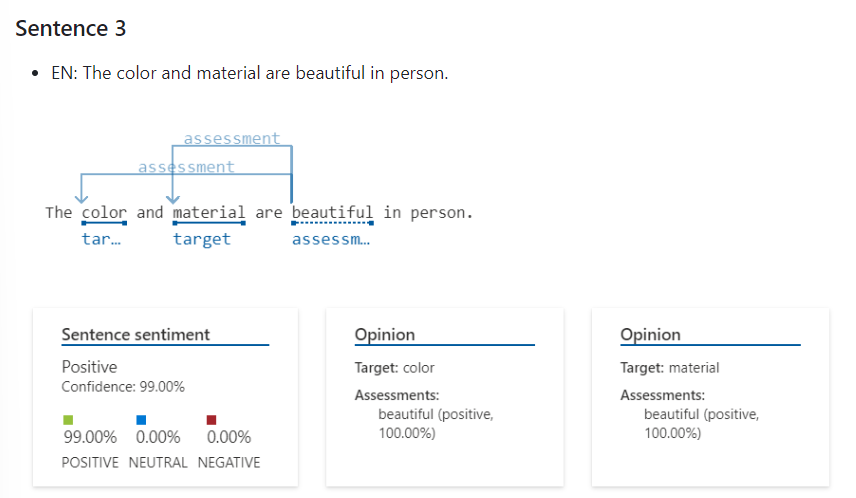 Sentence 3
• EN: The color and material are beautiful in person.
assessment
assessment
The color and material are beautiful in person.
tar... target assessm...
Sentence sentiment
Positive
Confidence: 99.00%
99.00% 0.00% 0.00%
POSITIVE NEUTRAL NEGATIVE
Opinion
Target: color
Assessments:
beautiful (positive,
100.00%)
Opinion
Target: material
Assessments:
beautiful (positive,
100.00%)